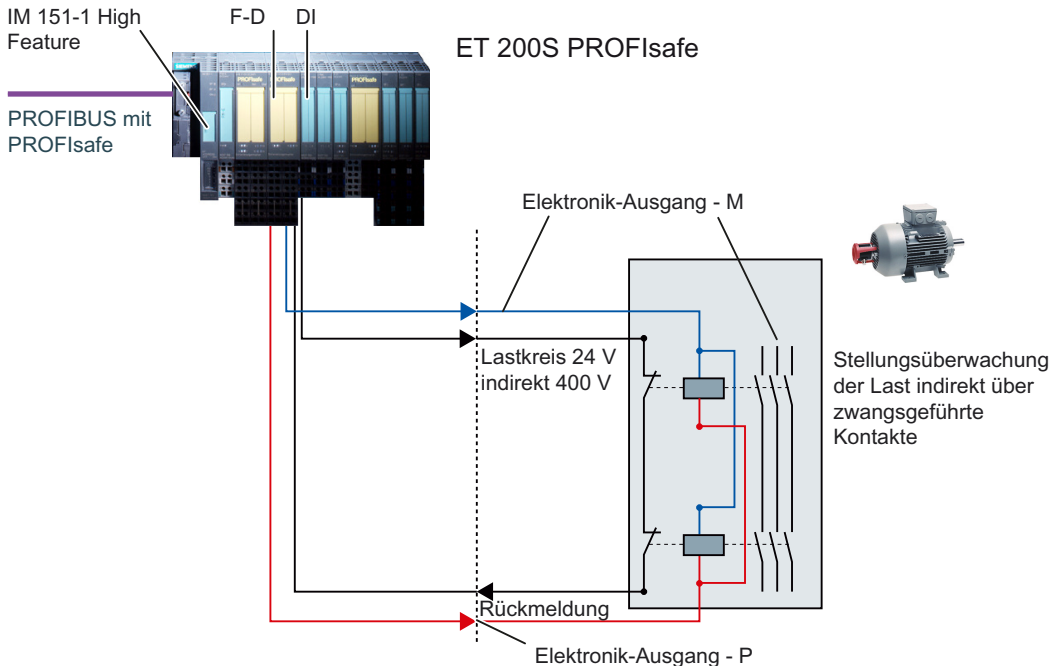 IM 151-1 High
Feature
F-D
DI
ET 200S PROFIsafe
PROFIBUS mit
PROFIsafe
Elektronik-Ausgang - M
Lastkreis 24 V
indirekt 400 V
Stellungsüberwachung
der Last indirekt über
zwangsgeführte
Kontakte
Rückmeldung
Elektronik-Ausgang - P